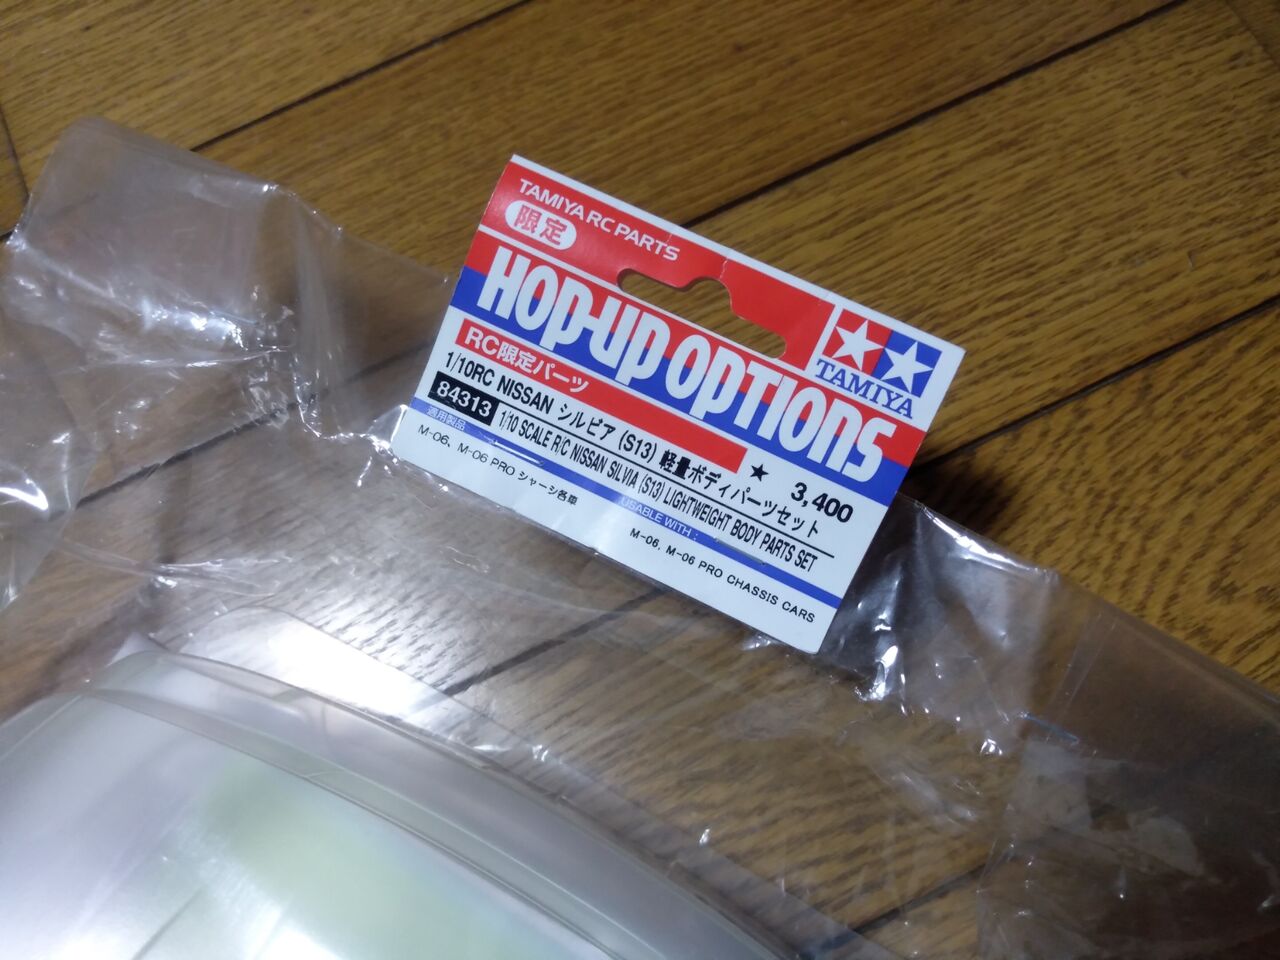 TAMIYA RC PARTS
限定
HOP-UP OPTIONS
TAMIYA
RC限定パーツ
★ 3,400
1/10RC NISSAN シルビア (S13) 軽量ボディパーツセット
84313 1/10 SCALE R/C NISSAN SILVIA (S13) LIGHTWEIGHT BODY PARTS SET
適用製品
M-06、M-06 PRO シャーシ各車
USABLE WITH :
M-06, M-06 PRO CHASSIS CARS